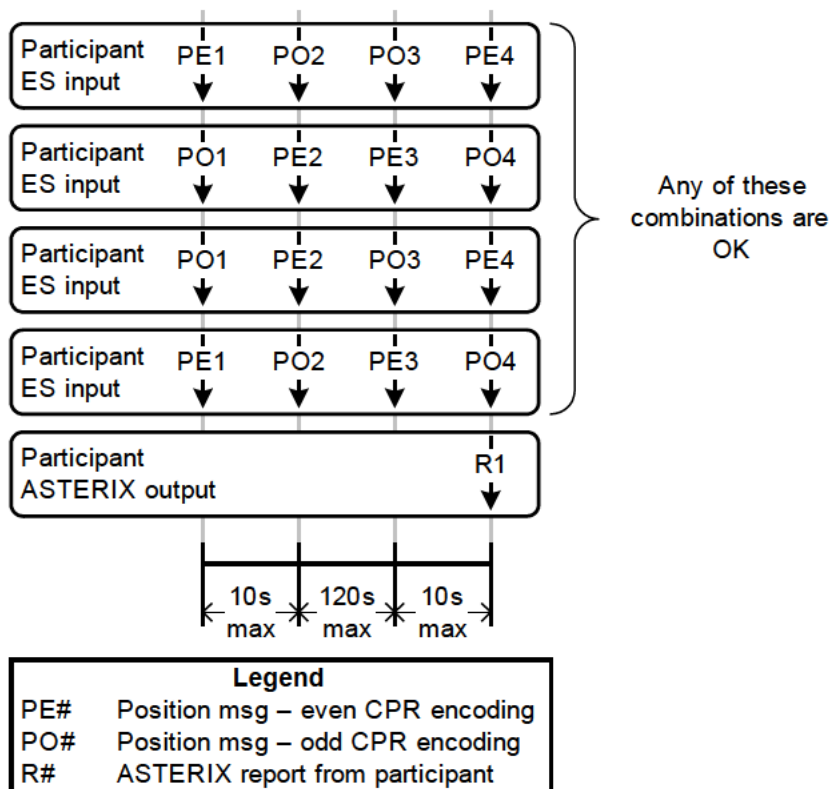 Participant PE1 PO2 PO3 PE4
ES input
Participant PO1 PE2 PE3 PO4
ES input
Participant PO1 PE2 PO3 PE4
ES input
Participant PE1 PO2 PE3 PO4
ES input
Any of these
combinations are
OK
Participant R1
ASTERIX output
10s 120s 10s
max max max
Legend
PE# Position msg – even CPR encoding
PO# Position msg – odd CPR encoding
R# ASTERIX report from participant